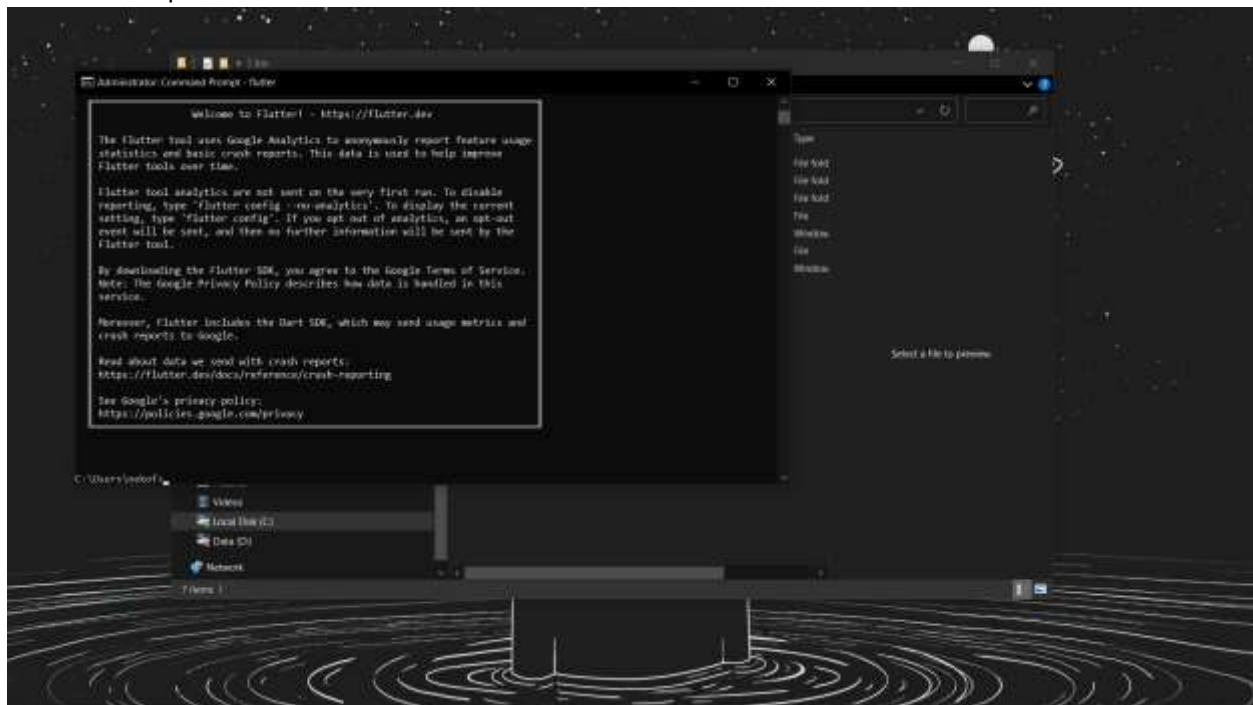 Administrator: Command Prompt - flutter
Welcome to Flutter! - https://flutter.dev
The Flutter tool uses Google Analytics to anonymously report feature usage
statistics and basic crash reports. This data is used to help improve
Flutter tools over time.
Flutter tool analytics are not sent on the very first run. To disable
reporting, type 'flutter config --no-analytics'. To display the current
setting, type 'flutter config'. If you opt out of analytics, an opt-out
event will be sent, and then no further information will be sent by the
Flutter tool.
By downloading the Flutter SDK, you agree to the Google Terms of Service.
Note: The Google Privacy Policy describes how data is handled in this
service.
Moreover, Flutter includes the Dart SDK, which may send usage metrics and
crash reports to Google.
Read about data we send with crash reports:
https://flutter.dev/docs/reference/crash-reporting
See Google's privacy policy:
https://policies.google.com/privacy
Type
File fold
File fold
File fold
File
Window
File
Window
Select a file to preview.
Videos
Local Disk (C:)
Data (D:)
Network
7 items